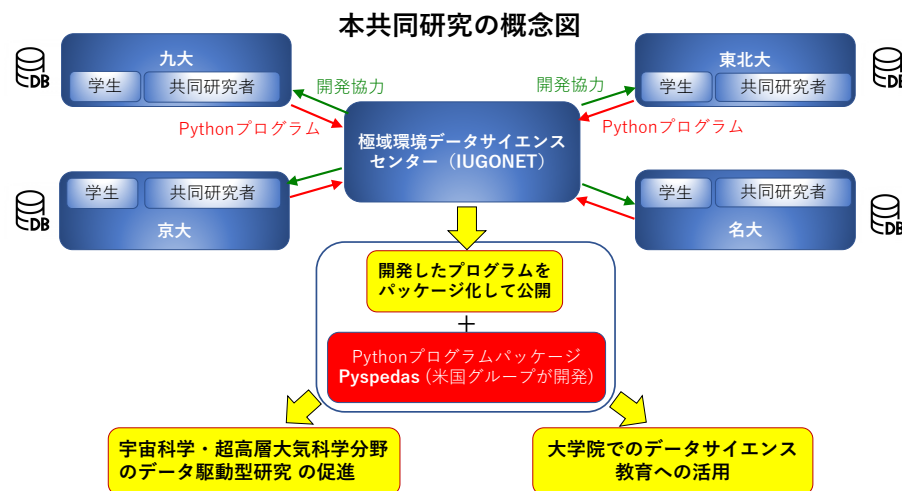 本共同研究の概念図
DB
九大
学生
共同研究者
開発協力
Pythonプログラム
極域環境データサイエンス
センター（IUGONET）
開発協力
Pythonプログラム
東北大
学生
共同研究者
DB
DB
学生
共同研究者
京大
学生
共同研究者
名大
DB
開発したプログラムを
パッケージ化して公開
+
Pythonプログラムパッケージ
Pyspedas (米国グループが開発)
宇宙科学・超高層大気科学分野
のデータ駆動型研究 の促進
大学院でのデータサイエンス
教育への活用